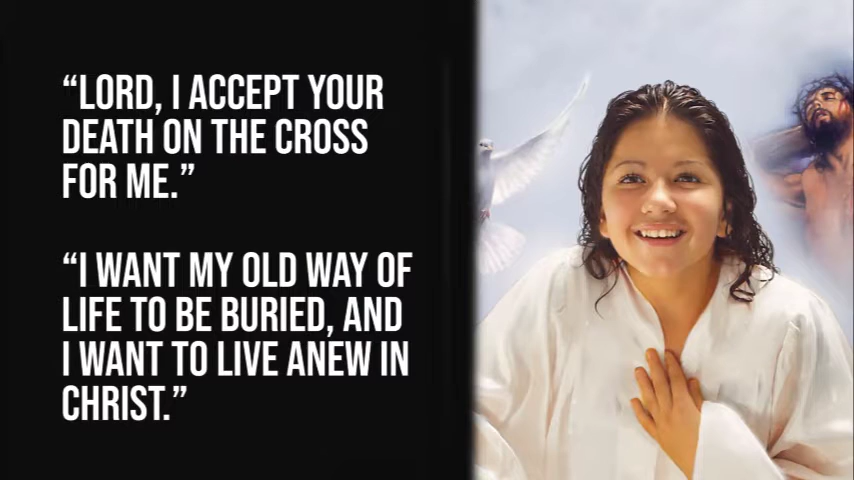 “LORD, I ACCEPT YOUR
DEATH ON THE CROSS
FOR ME.”
“I WANT MY OLD WAY OF
LIFE TO BE BURIED, AND
I WANT TO LIVE ANEW IN
CHRIST.”